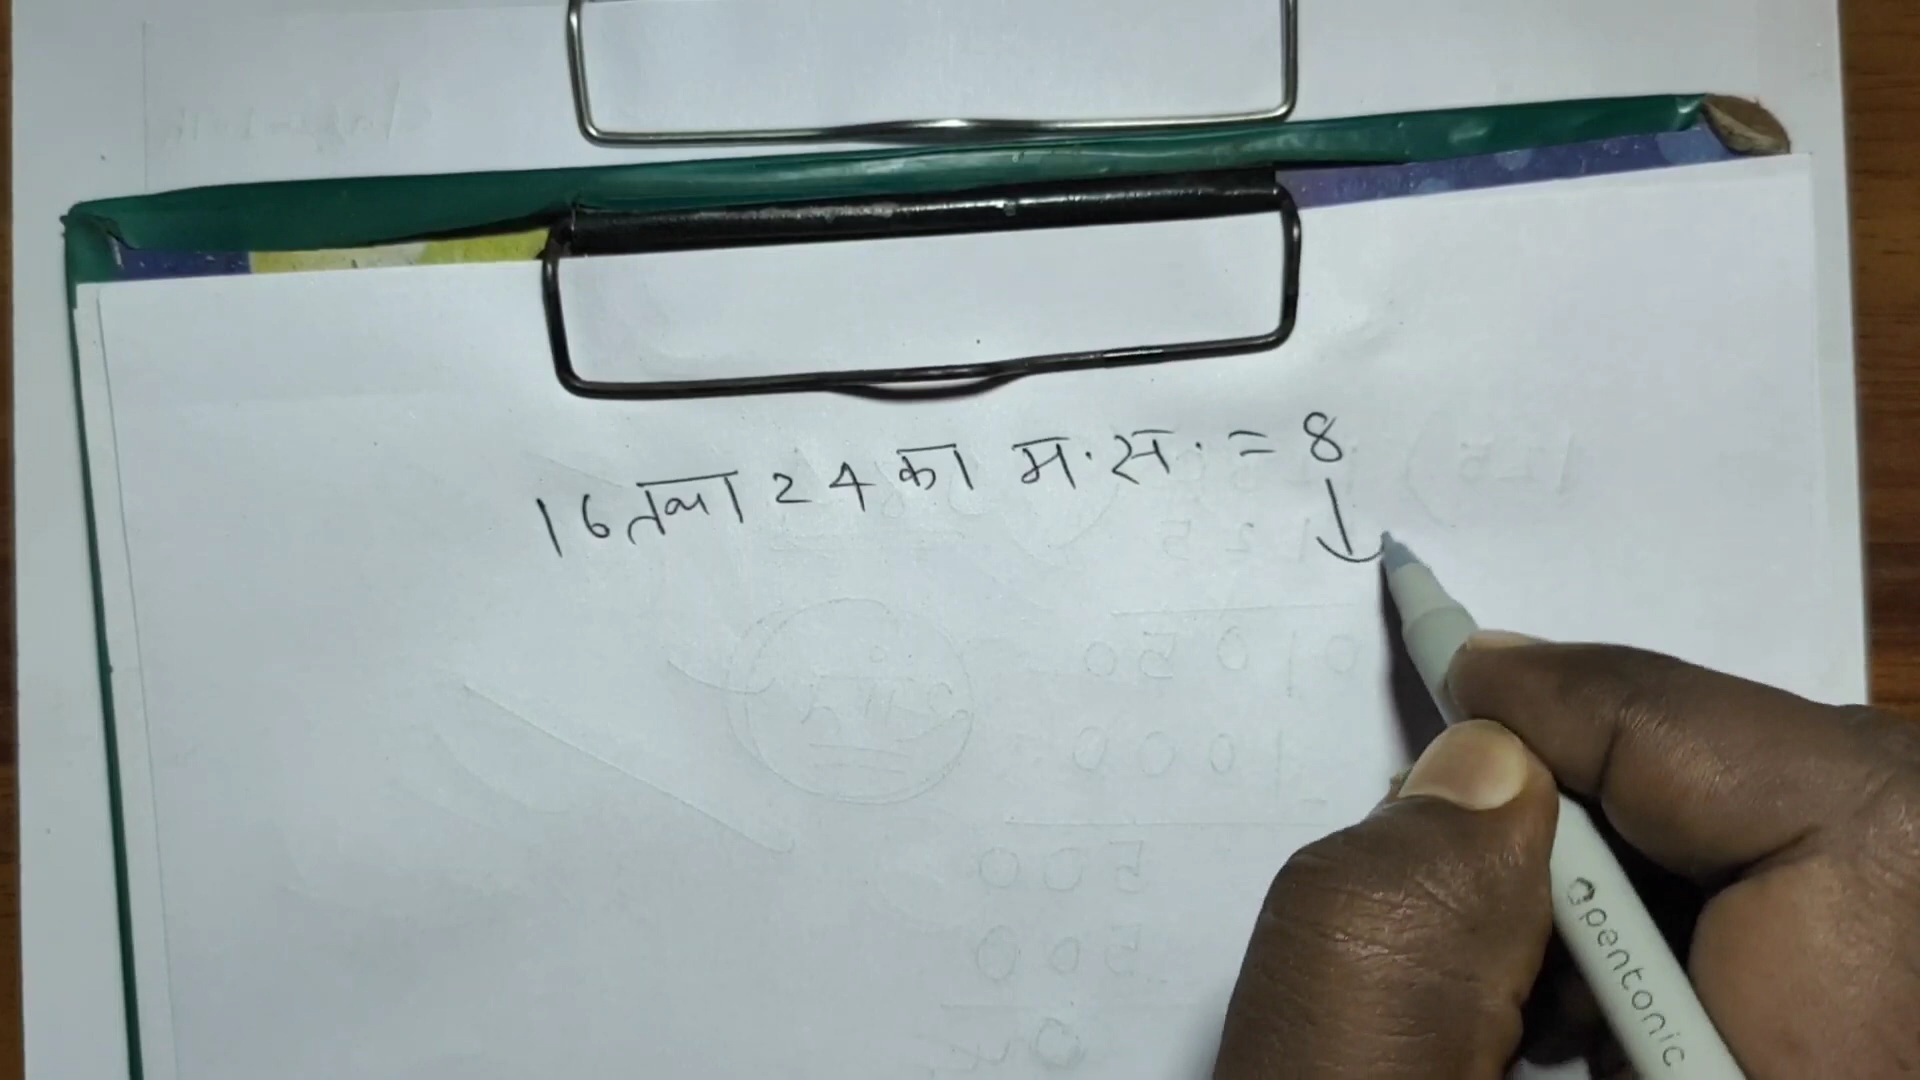 16 तथा 24 का म.स. = 8
pentonic